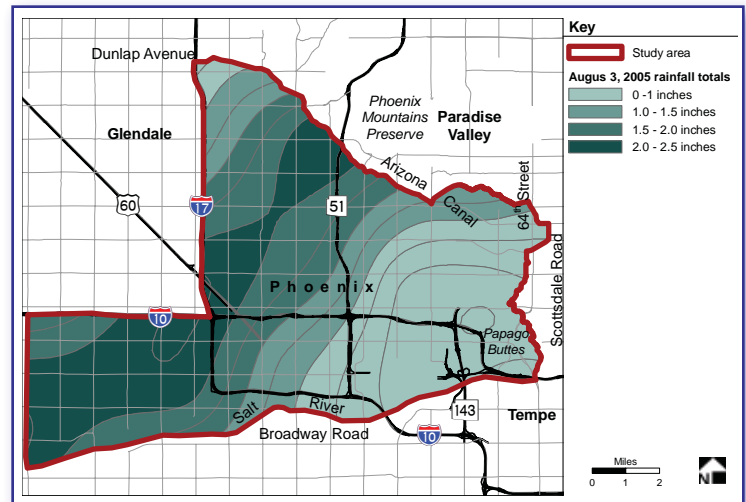 Key
Study area
Augus 3, 2005 rainfall totals
0 -1 inches
1.0 - 1.5 inches
1.5 - 2.0 inches
2.0 - 2.5 inches
Dunlap Avenue
Phoenix
Mountains
Preserve
Paradise
Valley
Glendale
Arizona
Canal
64th Street
60
17
51
Scottsdale Road
Phoenix
10
Papago
Buttes
Salt
River
143
Tempe
Broadway Road
10
Miles
0 1 2
N